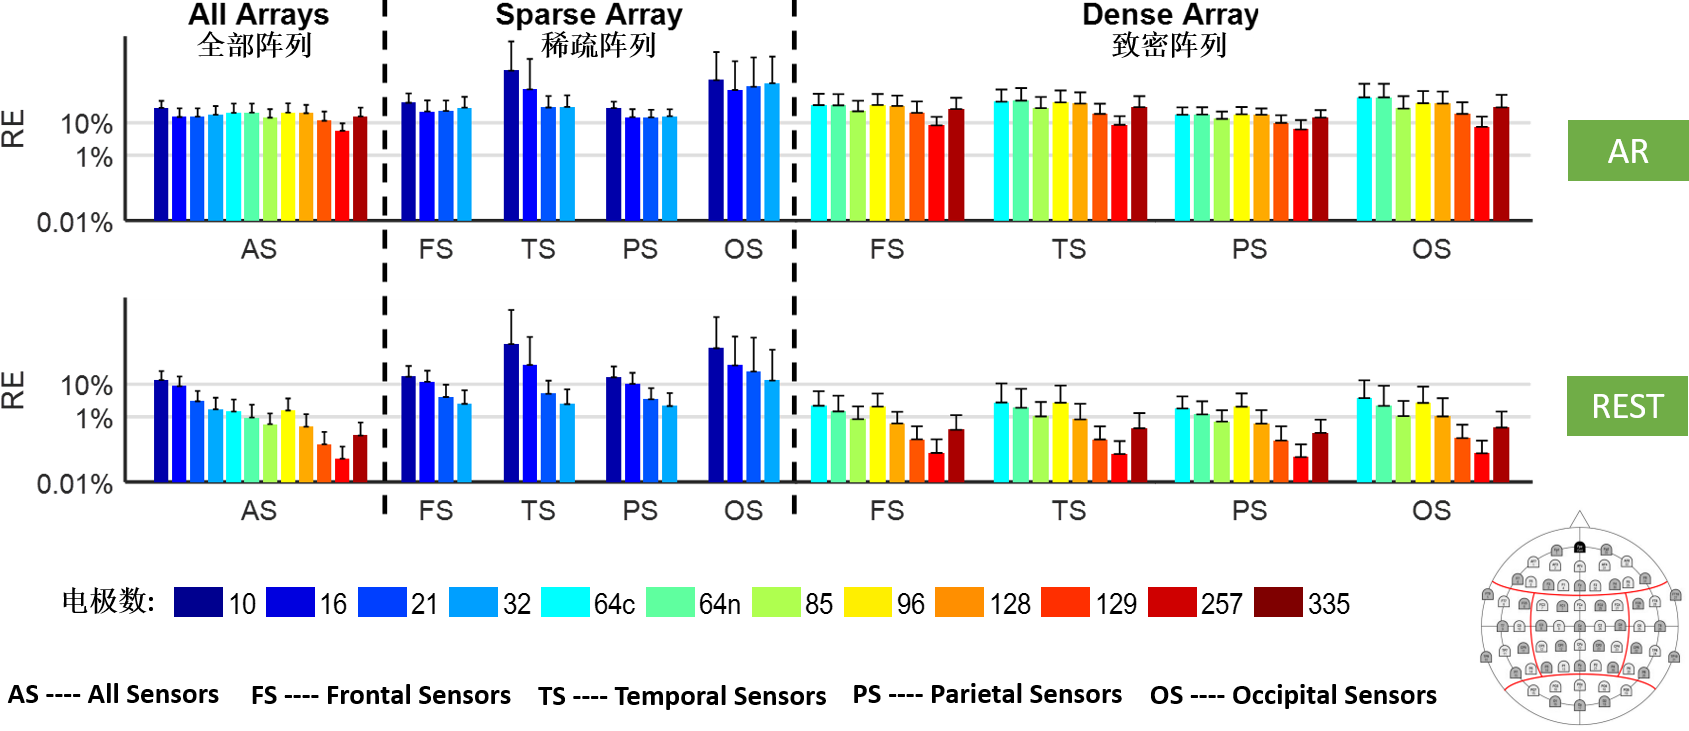 All Arrays Sparse Array Dense Array
全部阵列 稀疏阵列 致密阵列
RE
10%
1%
0.01%
AS FS TS PS OS FS TS PS OS
AR
RE
10%
1%
0.01%
AS FS TS PS OS FS TS PS OS
REST
电极数: 10 16 21 32 64c 64n 85 96 128 129 257 335
AS ---- All Sensors FS ---- Frontal Sensors TS ---- Temporal Sensors PS ---- Parietal Sensors OS ---- Occipital Sensors